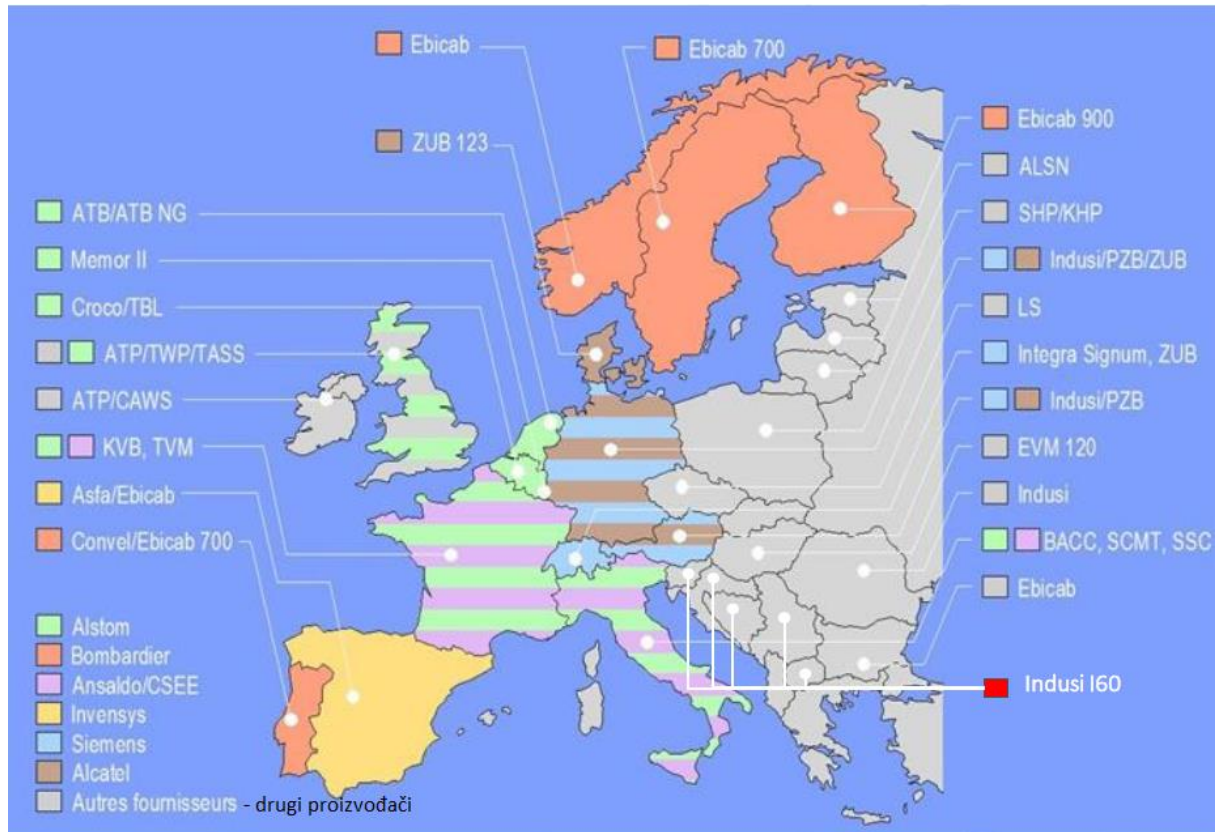 Ebicab
Ebicab 700
ZUB 123
ATB/ATB NG
Memor II
Croco/TBL
ATP/TWP/TASS
ATP/CAWS
KVB, TVM
Asfa/Ebicab
Convel/Ebicab 700
Alstom
Bombardier
Ansaldo/CSEE
Invensys
Siemens
Alcatel
Autres fournisseurs - drugi proizvođači
Ebicab 900
ALSN
SHP/KHP
Indusi/PZB/ZUB
LS
Integra Signum, ZUB
Indusi/PZB
EVM 120
Indusi
BACC, SCMT, SSC
Ebicab
Indusi I60